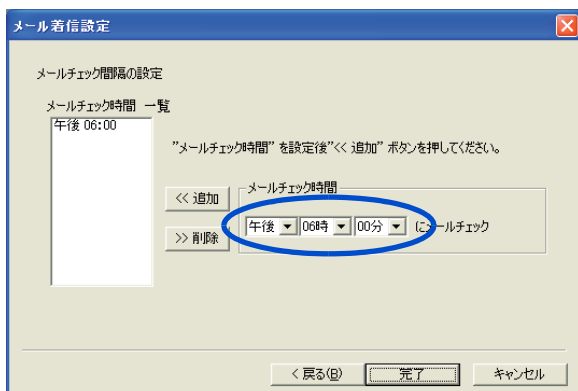 メール着信設定
メールチェック間隔の設定
メールチェック時間 一覧
午後 06:00
"メールチェック時間" を設定後"<< 追加" ボタンを押してください。
<< 追加
>> 削除
メールチェック時間
午後 06時 00分 にメールチェック
< 戻る(B)
完了
キャンセル